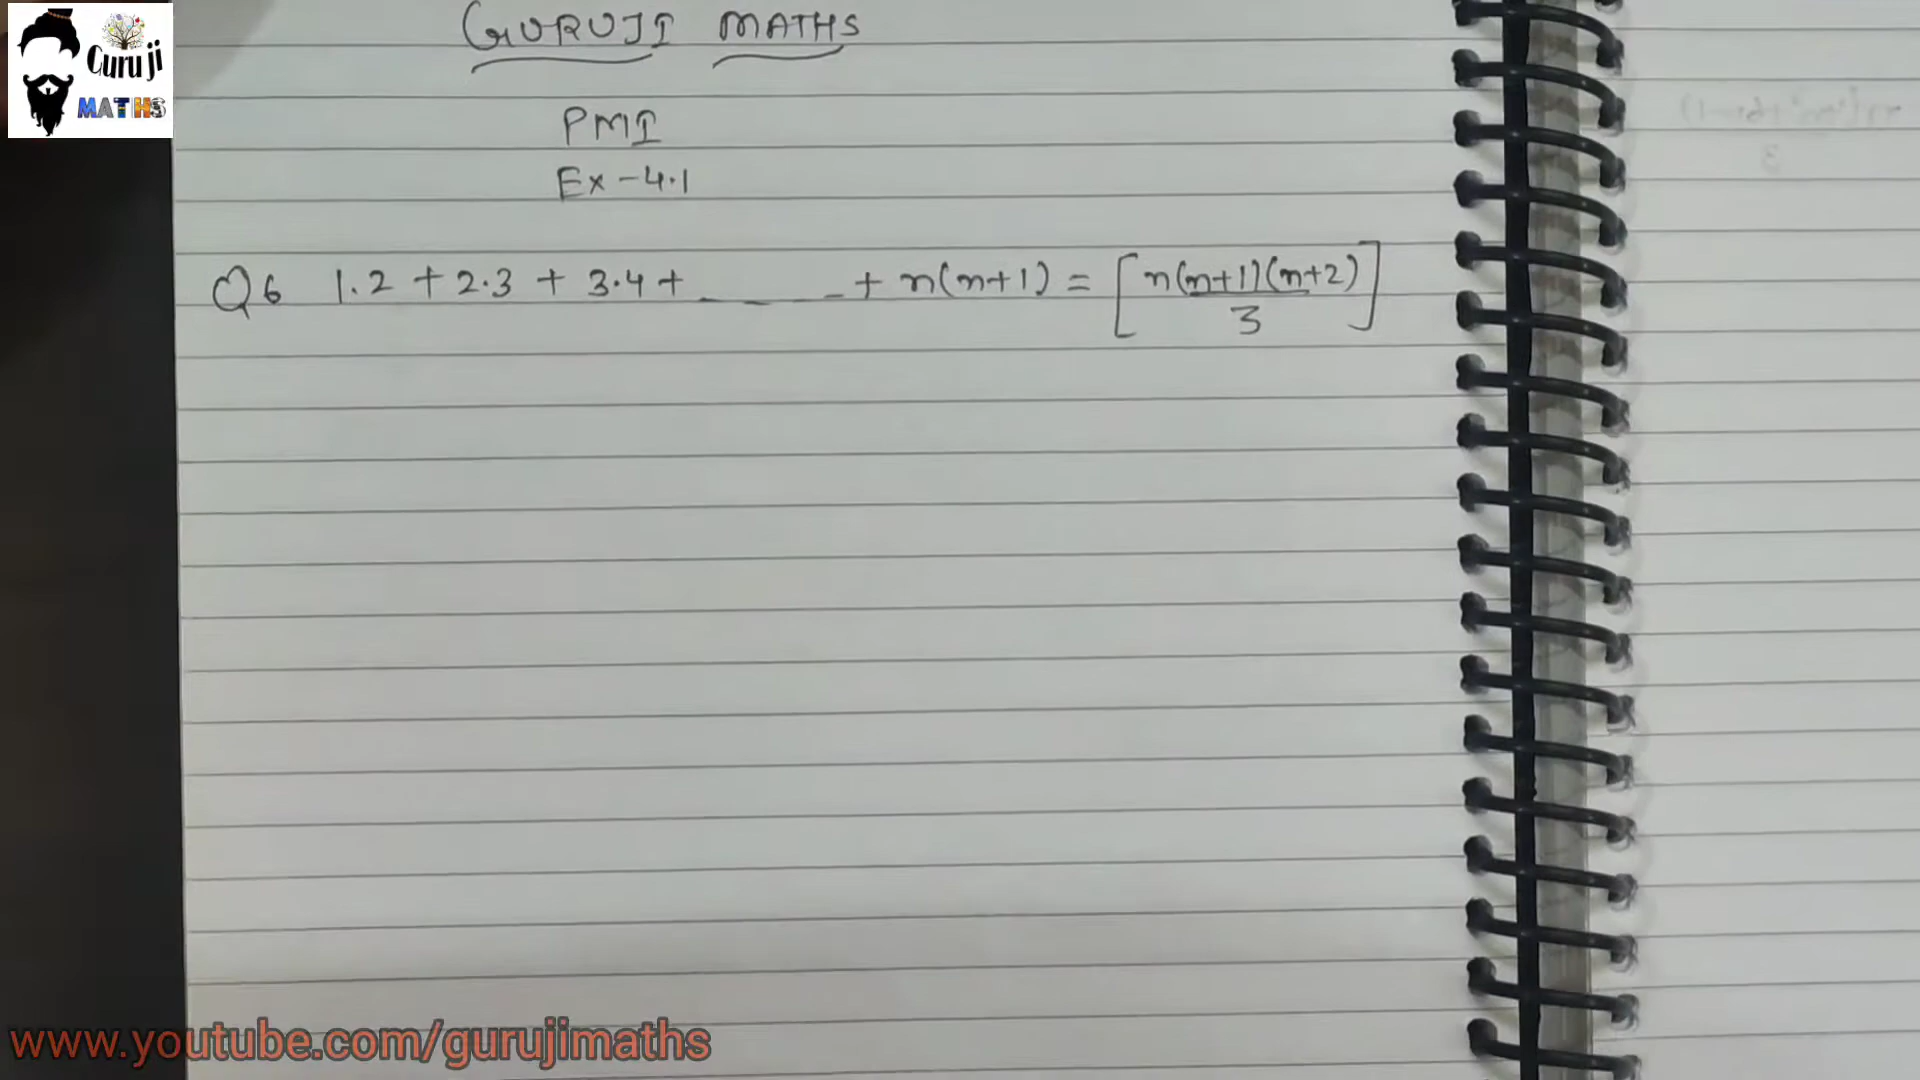 GURUJI MATHS
Guruji
MATHS
PMI
Ex-4.1
Q6 1.2 + 2.3 + 3.4 + _ _ _ _ + n(n+1) = [n(n+1)(n+2)/3]
www.youtube.com/gurujimaths